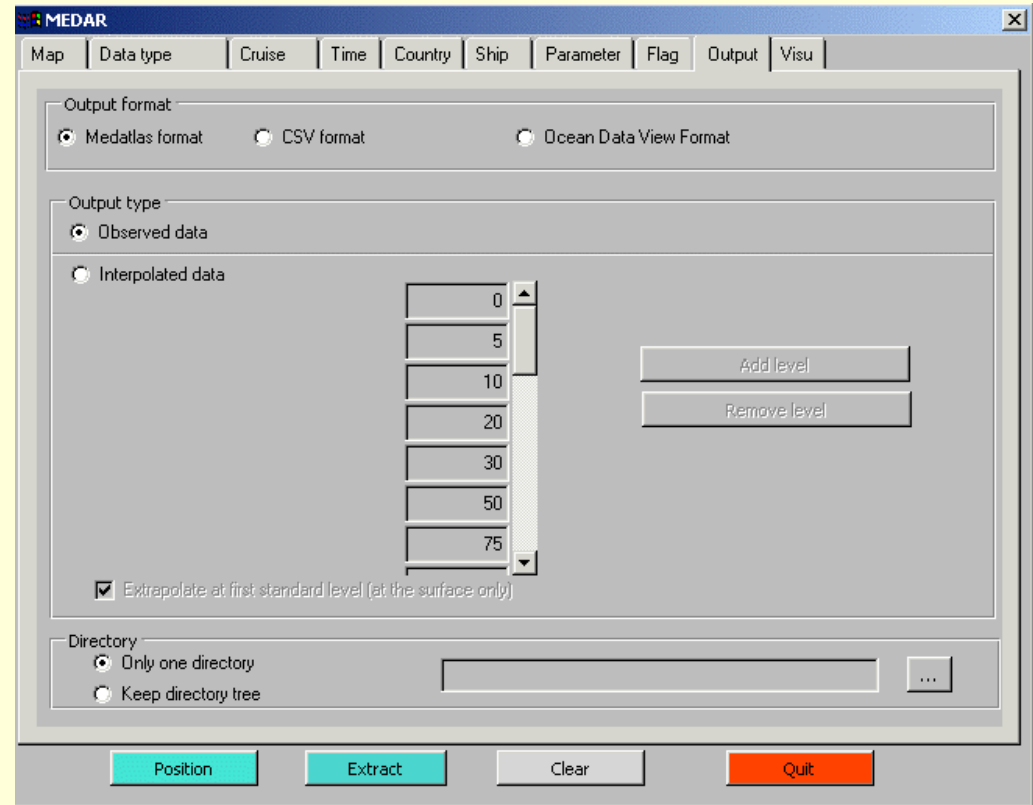 MEDAR
Map Data type Cruise Time Country Ship Parameter Flag Output Visu
Output format
Medatlas format CSV format Ocean Data View Format
Output type
Observed data
Interpolated data
0
5
10
20
30
50
75
Add level
Remove level
Extrapolate at first standard level (at the surface only)
Directory
Only one directory
Keep directory tree
...
Position Extract Clear Quit